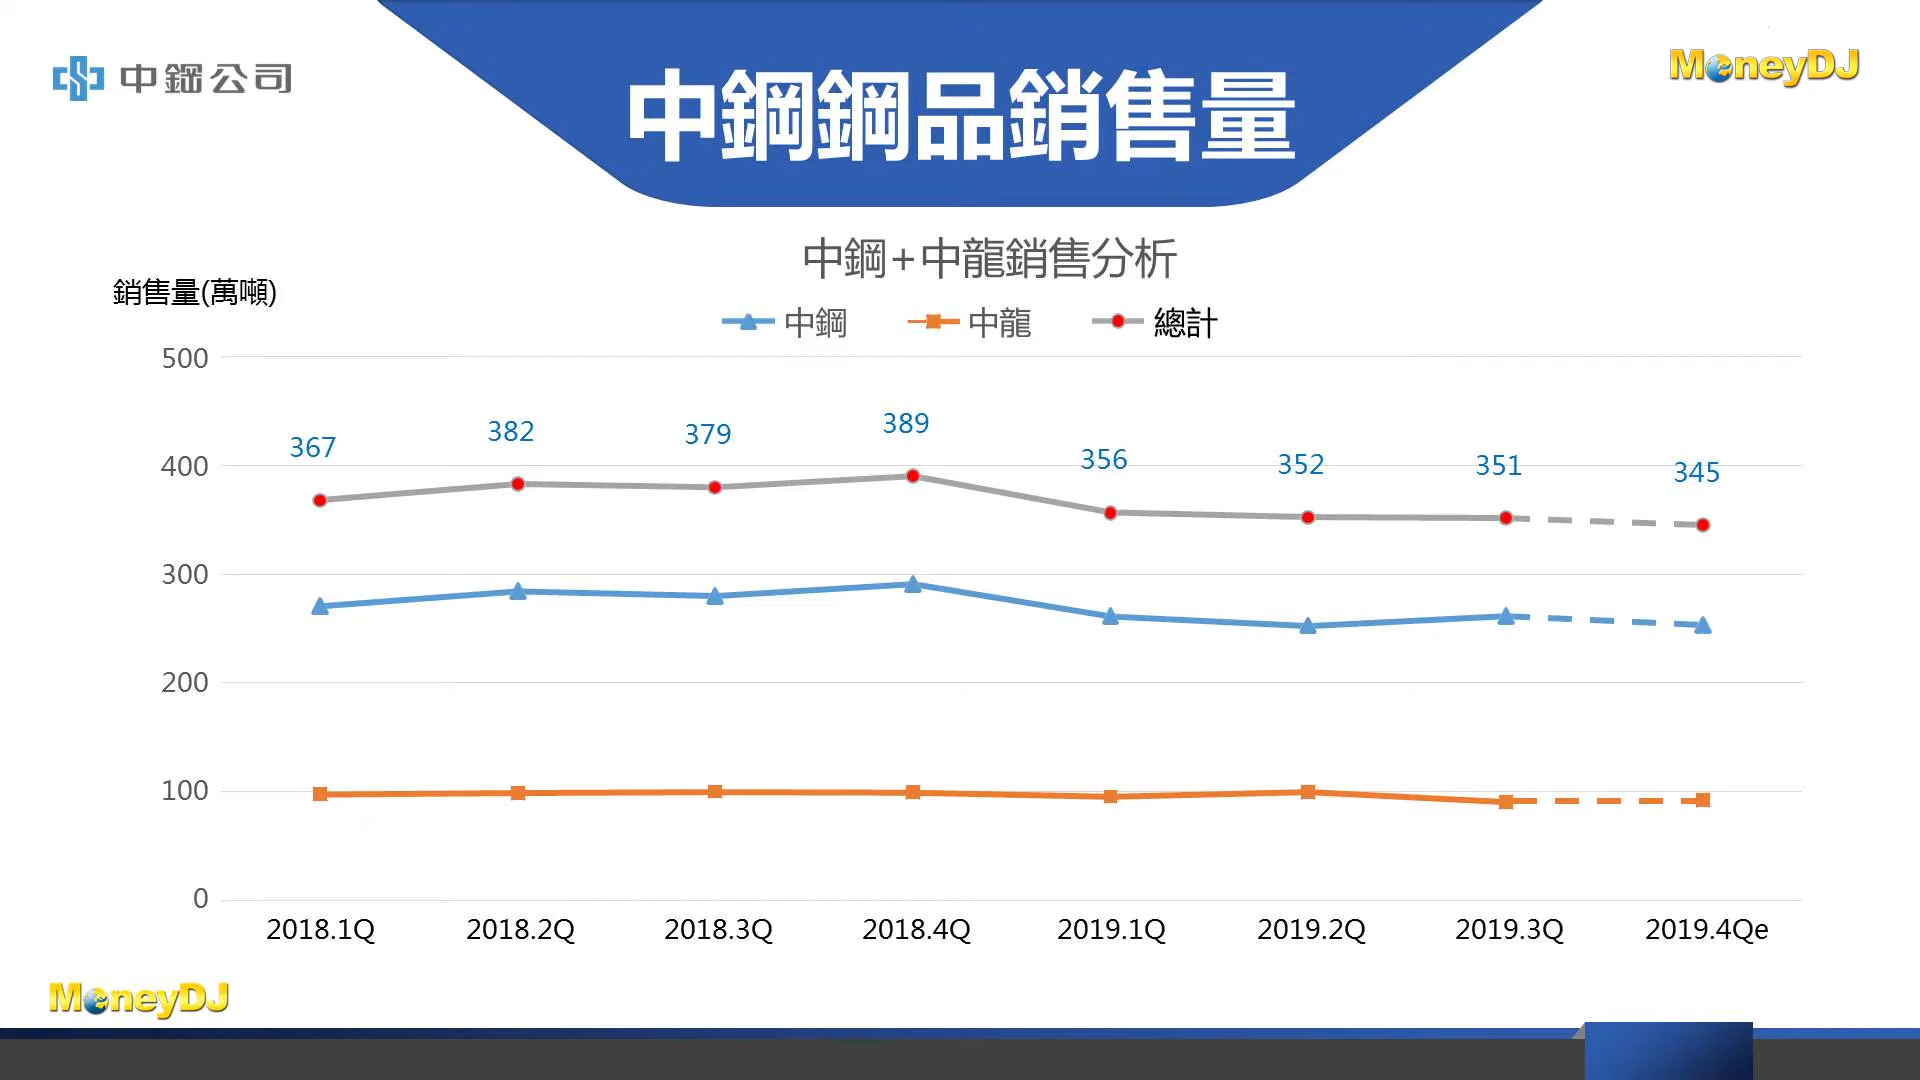 中鋼公司
MoneyDJ
中鋼鋼品銷售量
中鋼+中龍銷售分析
銷售量(萬噸)
中鋼 中龍 總計
500
367 382 379 389 356 352 351 345
400
300
200
100
0
2018.1Q 2018.2Q 2018.3Q 2018.4Q 2019.1Q 2019.2Q 2019.3Q 2019.4Qe
MoneyDJ